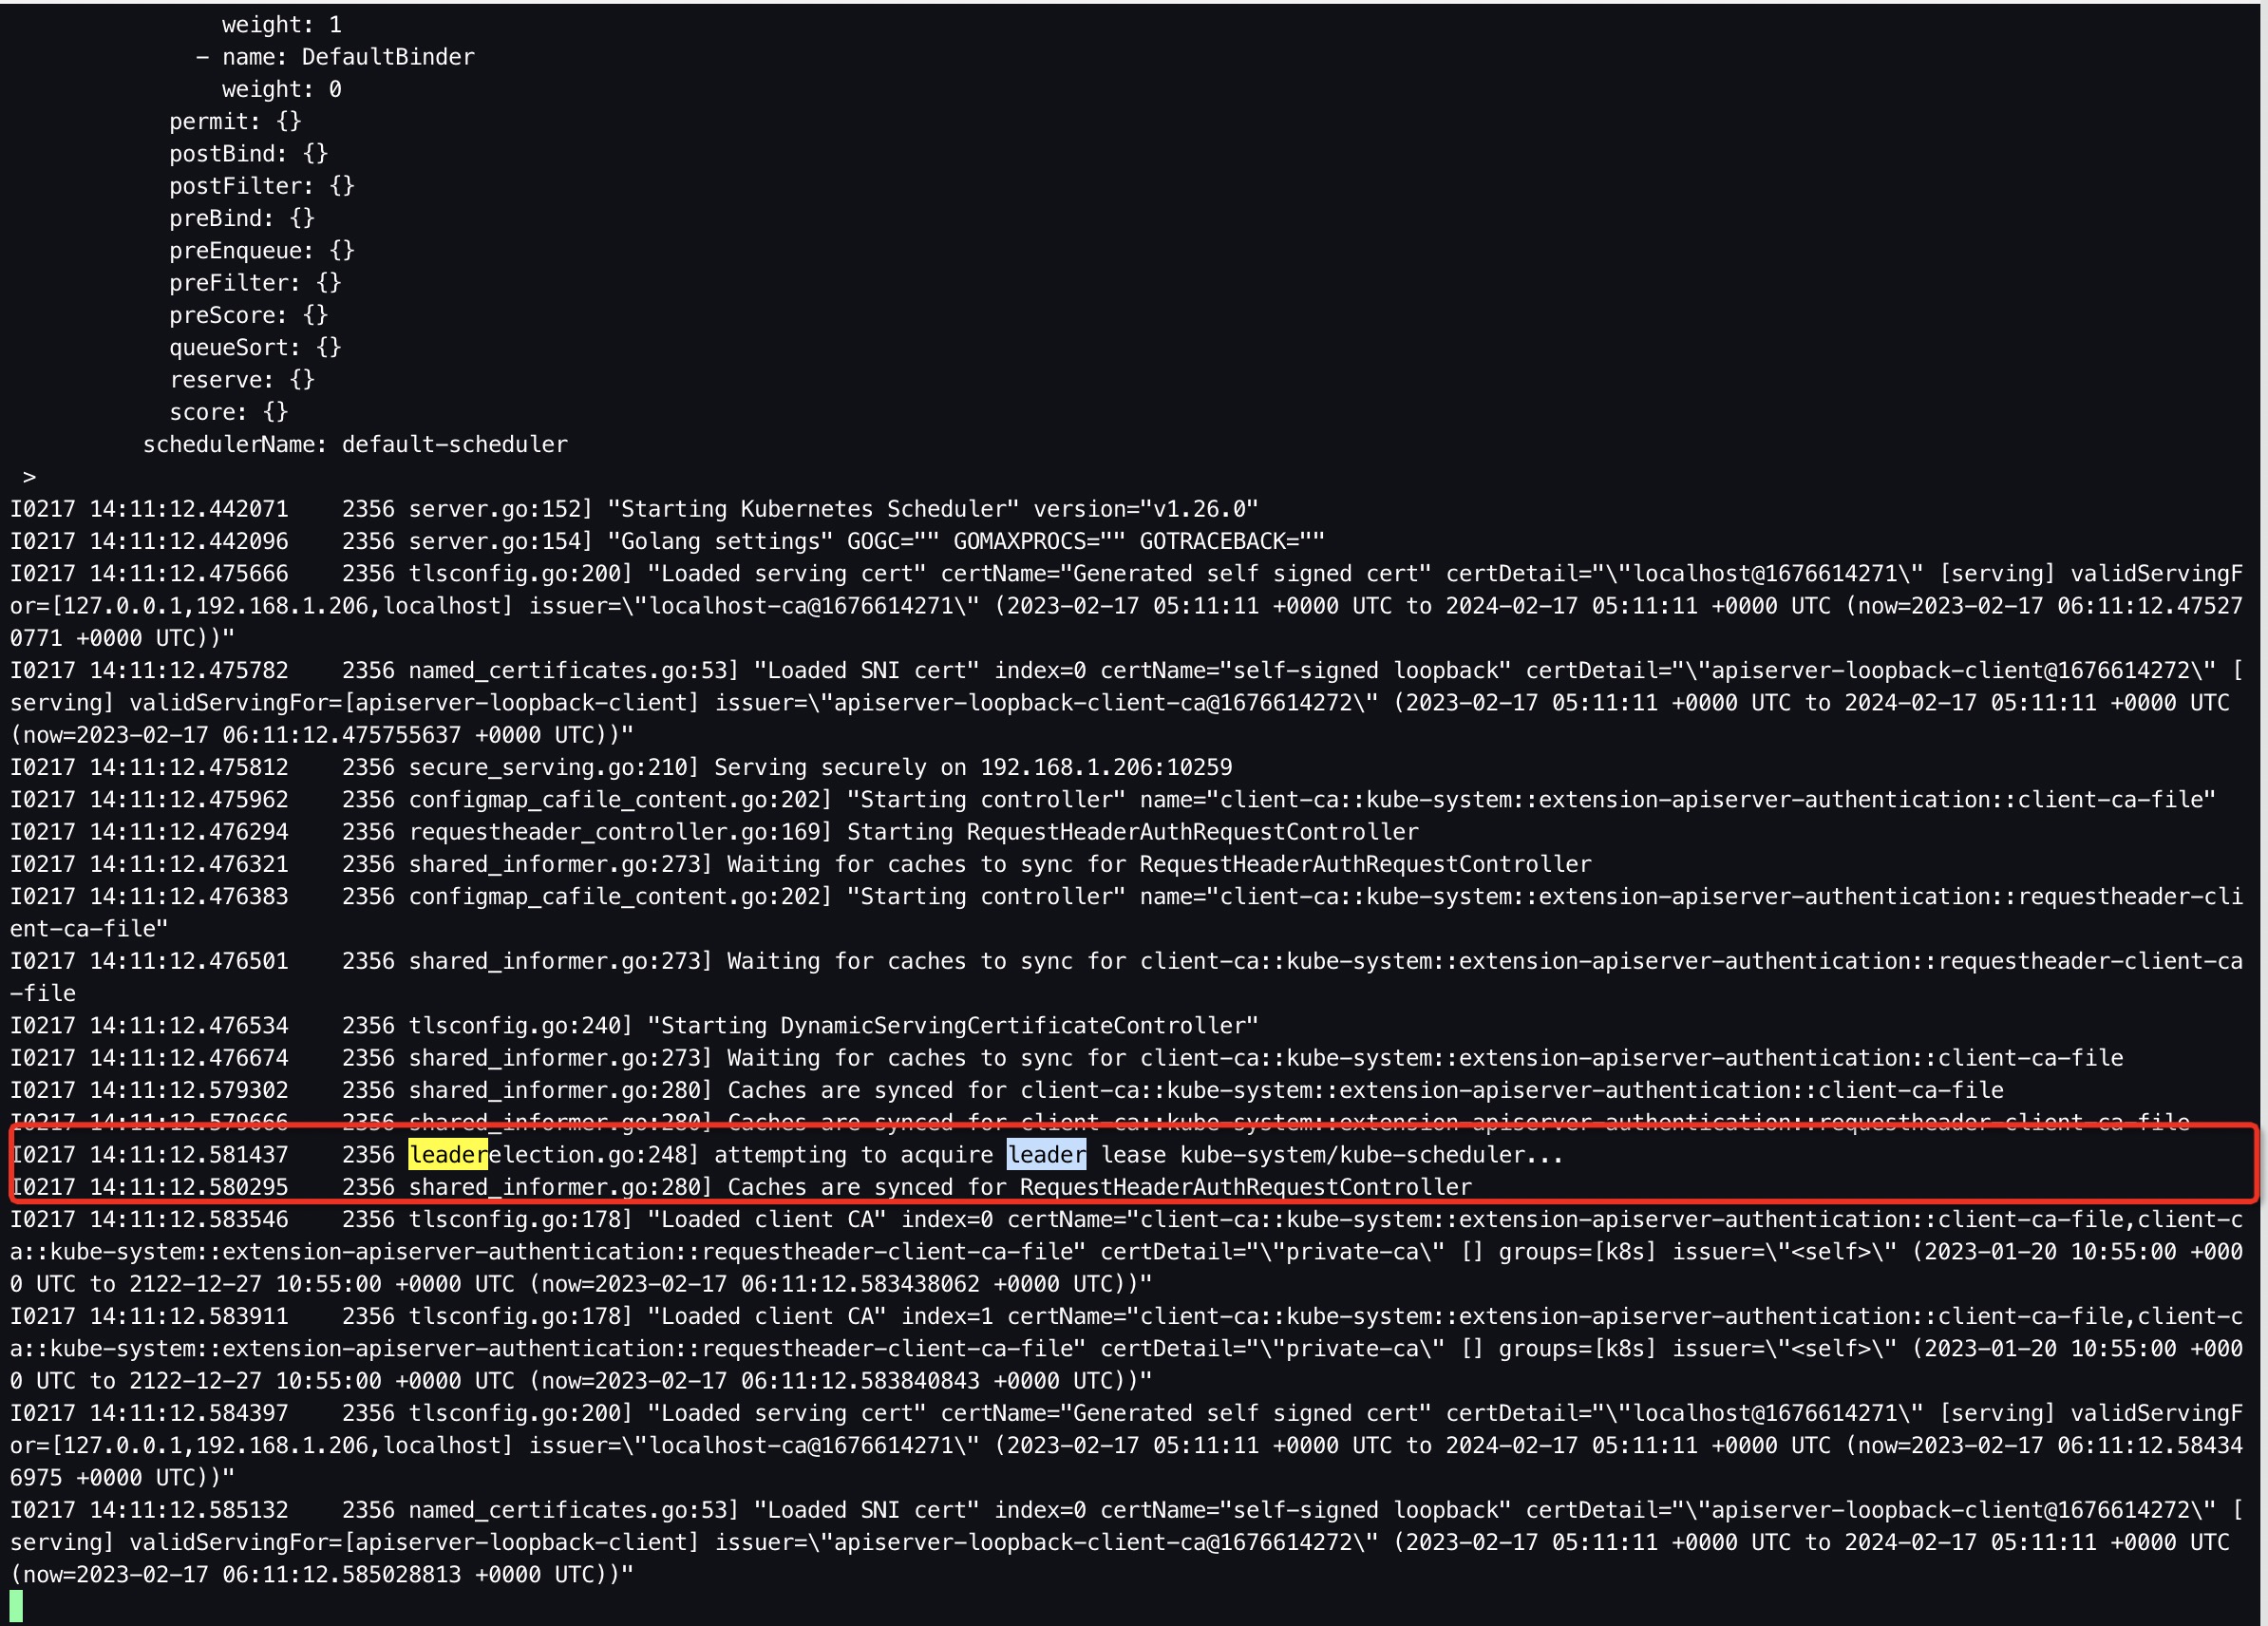 weight: 1
- name: DefaultBinder
weight: 0
permit: {}
postBind: {}
postFilter: {}
preBind: {}
preEnqueue: {}
preFilter: {}
preScore: {}
queueSort: {}
reserve: {}
score: {}
schedulerName: default-scheduler
>
I0217 14:11:12.442071    2356 server.go:152] "Starting Kubernetes Scheduler" version="v1.26.0"
I0217 14:11:12.442096    2356 server.go:154] "Golang settings" GOGC="" GOMAXPROCS="" GOTRACEBACK=""
I0217 14:11:12.475666    2356 tlsconfig.go:200] "Loaded serving cert" certName="Generated self signed cert" certDetail="\"localhost@1676614271\" [serving] validServingF
or=[127.0.0.1,192.168.1.206,localhost] issuer=\"localhost-ca@1676614271\" (2023-02-17 05:11:11 +0000 UTC to 2024-02-17 05:11:11 +0000 UTC (now=2023-02-17 06:11:12.47527
0771 +0000 UTC))"
I0217 14:11:12.475782    2356 named_certificates.go:53] "Loaded SNI cert" index=0 certName="self-signed loopback" certDetail="\"apiserver-loopback-client@1676614272\" [
serving] validServingFor=[apiserver-loopback-client] issuer=\"apiserver-loopback-client-ca@1676614272\" (2023-02-17 05:11:11 +0000 UTC to 2024-02-17 05:11:11 +0000 UTC
(now=2023-02-17 06:11:12.475755637 +0000 UTC))"
I0217 14:11:12.475812    2356 secure_serving.go:210] Serving securely on 192.168.1.206:10259
I0217 14:11:12.475962    2356 configmap_cafile_content.go:202] "Starting controller" name="client-ca::kube-system::extension-apiserver-authentication::client-ca-file"
I0217 14:11:12.476294    2356 requestheader_controller.go:169] Starting RequestHeaderAuthRequestController
I0217 14:11:12.476321    2356 shared_informer.go:273] Waiting for caches to sync for RequestHeaderAuthRequestController
I0217 14:11:12.476383    2356 configmap_cafile_content.go:202] "Starting controller" name="client-ca::kube-system::extension-apiserver-authentication::requestheader-cli
ent-ca-file"
I0217 14:11:12.476501    2356 shared_informer.go:273] Waiting for caches to sync for client-ca::kube-system::extension-apiserver-authentication::requestheader-client-ca
-file
I0217 14:11:12.476534    2356 tlsconfig.go:240] "Starting DynamicServingCertificateController"
I0217 14:11:12.476674    2356 shared_informer.go:273] Waiting for caches to sync for client-ca::kube-system::extension-apiserver-authentication::client-ca-file
I0217 14:11:12.579302    2356 shared_informer.go:280] Caches are synced for client-ca::kube-system::extension-apiserver-authentication::client-ca-file
I0217 14:11:12.579666    2356 shared_informer.go:280] Caches are synced for client-ca::kube-system::extension-apiserver-authentication::requestheader-client-ca-file
I0217 14:11:12.581437    2356 leaderelection.go:248] attempting to acquire leader lease kube-system/kube-scheduler...
I0217 14:11:12.580295    2356 shared_informer.go:280] Caches are synced for RequestHeaderAuthRequestController
I0217 14:11:12.583546    2356 tlsconfig.go:178] "Loaded client CA" index=0 certName="client-ca::kube-system::extension-apiserver-authentication::client-ca-file,client-c
a::kube-system::extension-apiserver-authentication::requestheader-client-ca-file" certDetail="\"private-ca\" [] groups=[k8s] issuer=\"<self>\" (2023-01-20 10:55:00 +000
0 UTC to 2122-12-27 10:55:00 +0000 UTC (now=2023-02-17 06:11:12.583438062 +0000 UTC))"
I0217 14:11:12.583911    2356 tlsconfig.go:178] "Loaded client CA" index=1 certName="client-ca::kube-system::extension-apiserver-authentication::client-ca-file,client-c
a::kube-system::extension-apiserver-authentication::requestheader-client-ca-file" certDetail="\"private-ca\" [] groups=[k8s] issuer=\"<self>\" (2023-01-20 10:55:00 +000
0 UTC to 2122-12-27 10:55:00 +0000 UTC (now=2023-02-17 06:11:12.583840843 +0000 UTC))"
I0217 14:11:12.584397    2356 tlsconfig.go:200] "Loaded serving cert" certName="Generated self signed cert" certDetail="\"localhost@1676614271\" [serving] validServingF
or=[127.0.0.1,192.168.1.206,localhost] issuer=\"localhost-ca@1676614271\" (2023-02-17 05:11:11 +0000 UTC to 2024-02-17 05:11:11 +0000 UTC (now=2023-02-17 06:11:12.58434
6975 +0000 UTC))"
I0217 14:11:12.585132    2356 named_certificates.go:53] "Loaded SNI cert" index=0 certName="self-signed loopback" certDetail="\"apiserver-loopback-client@1676614272\" [
serving] validServingFor=[apiserver-loopback-client] issuer=\"apiserver-loopback-client-ca@1676614272\" (2023-02-17 05:11:11 +0000 UTC to 2024-02-17 05:11:11 +0000 UTC
(now=2023-02-17 06:11:12.585028813 +0000 UTC))"